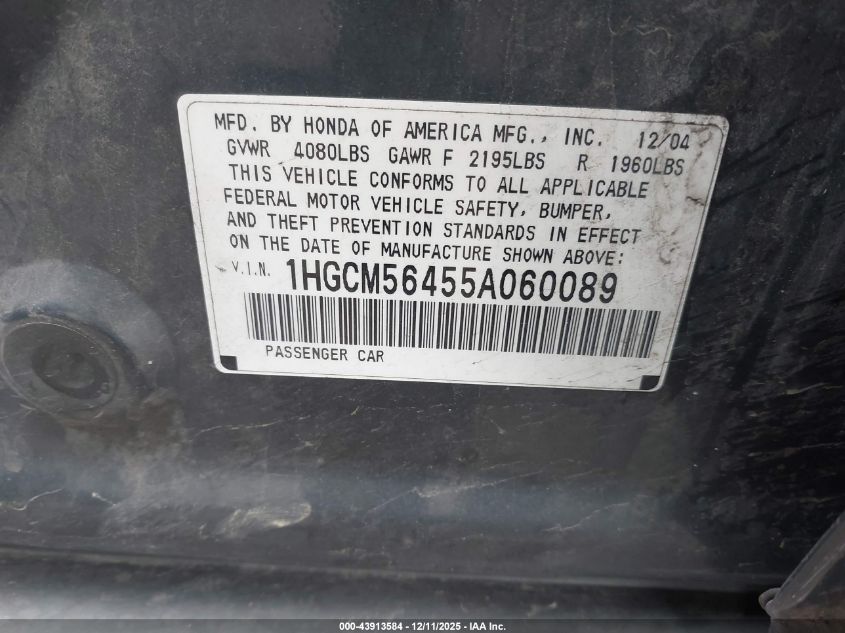 MFD. BY HONDA OF AMERICA MFG., INC. 12/04
GVWR 4080LBS GAWR F 2195LBS R 1960LBS
THIS VEHICLE CONFORMS TO ALL APPLICABLE
FEDERAL MOTOR VEHICLE SAFETY, BUMPER,
AND THEFT PREVENTION STANDARDS IN EFFECT
ON THE DATE OF MANUFACTURE SHOWN ABOVE:
V.I.N. 1HGCM56455A060089
PASSENGER CAR
000-43913584 - 12/11/2025 - IAA Inc.